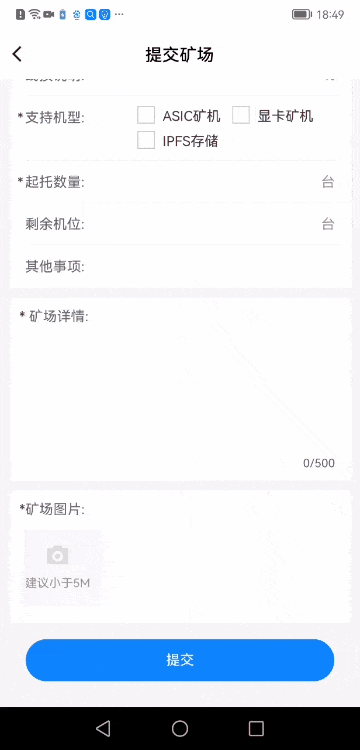 18:49
提交矿场
*支持机型:
ASIC矿机 显卡矿机
IPFS存储
*起托数量: 台
剩余机位: 台
其他事项:
* 矿场详情:
0/500
*矿场图片:
建议小于5M
提交